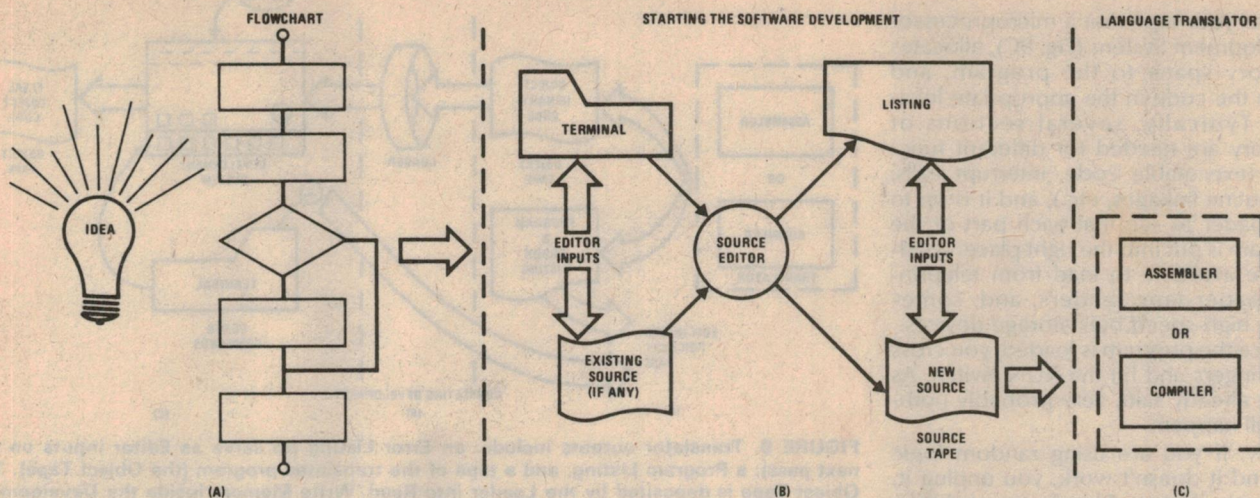 FLOWCHART
IDEA
(A)
STARTING THE SOFTWARE DEVELOPMENT
TERMINAL
EDITOR
INPUTS
EXISTING
SOURCE
(IF ANY)
SOURCE
EDITOR
LISTING
EDITOR
INPUTS
NEW
SOURCE
SOURCE
TAPE
(B)
LANGUAGE TRANSLATOR
ASSEMBLER
OR
COMPILER
(C)